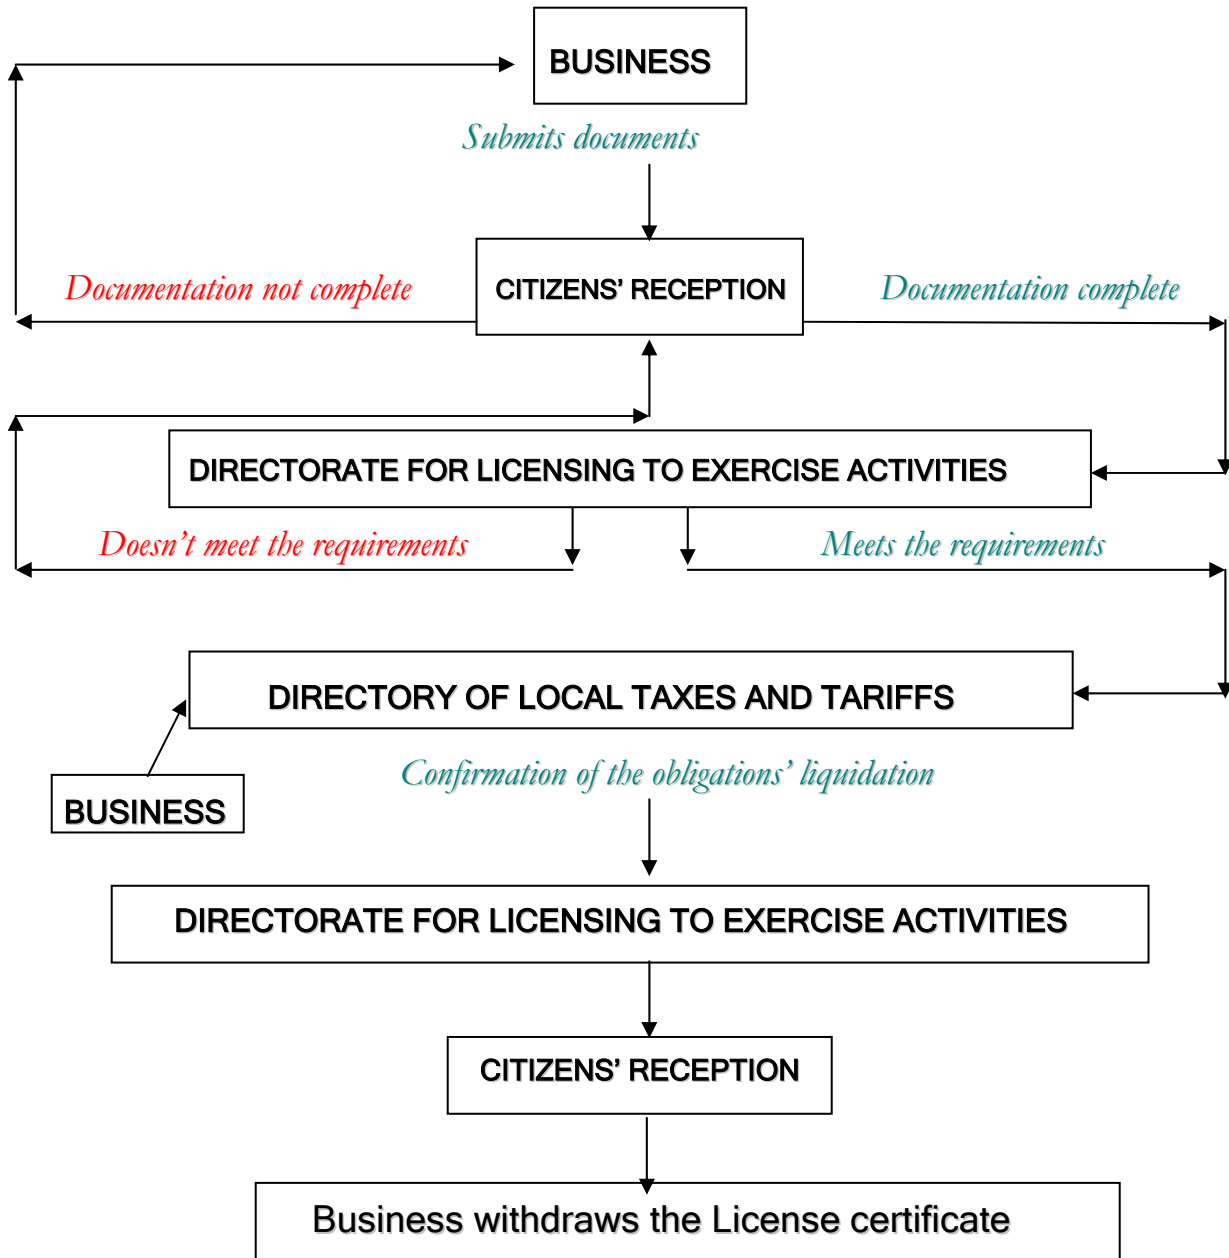 BUSINESS
Submits documents
Documentation not complete
CITIZENS’ RECEPTION
Documentation complete
DIRECTORATE FOR LICENSING TO EXERCISE ACTIVITIES
Doesn’t meet the requirements
Meets the requirements
DIRECTORY OF LOCAL TAXES AND TARIFFS
Confirmation of the obligations’ liquidation
BUSINESS
DIRECTORATE FOR LICENSING TO EXERCISE ACTIVITIES
CITIZENS’ RECEPTION
Business withdraws the License certificate